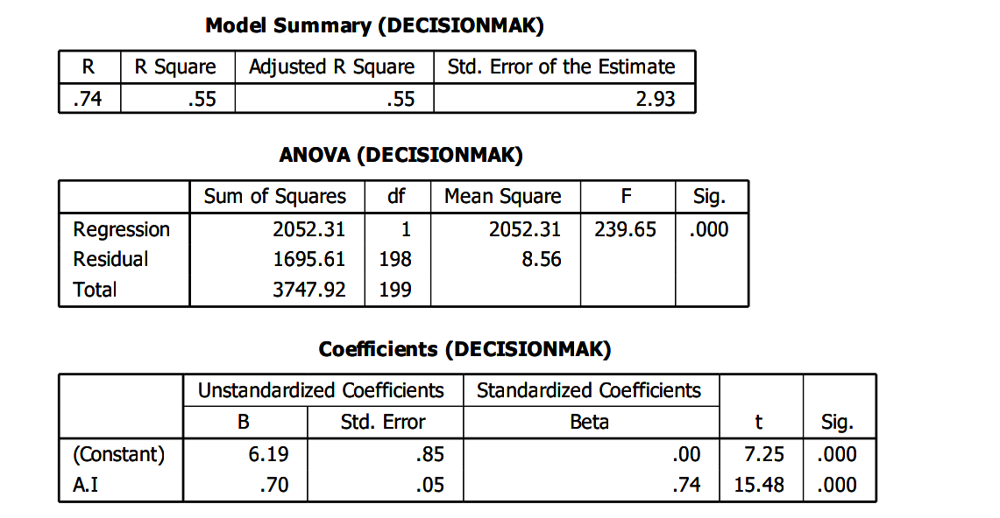 Model Summary (DECISIONMAK)
R R Square Adjusted R Square Std. Error of the Estimate
.74 .55 .55 2.93
ANOVA (DECISIONMAK)
Sum of Squares df Mean Square F Sig.
Regression 2052.31 1 2052.31 239.65 .000
Residual 1695.61 198 8.56
Total 3747.92 199
Coefficients (DECISIONMAK)
Unstandardized Coefficients Standardized Coefficients
B Std. Error Beta t Sig.
(Constant) 6.19 .85 .00 7.25 .000
A.I .70 .05 .74 15.48 .000